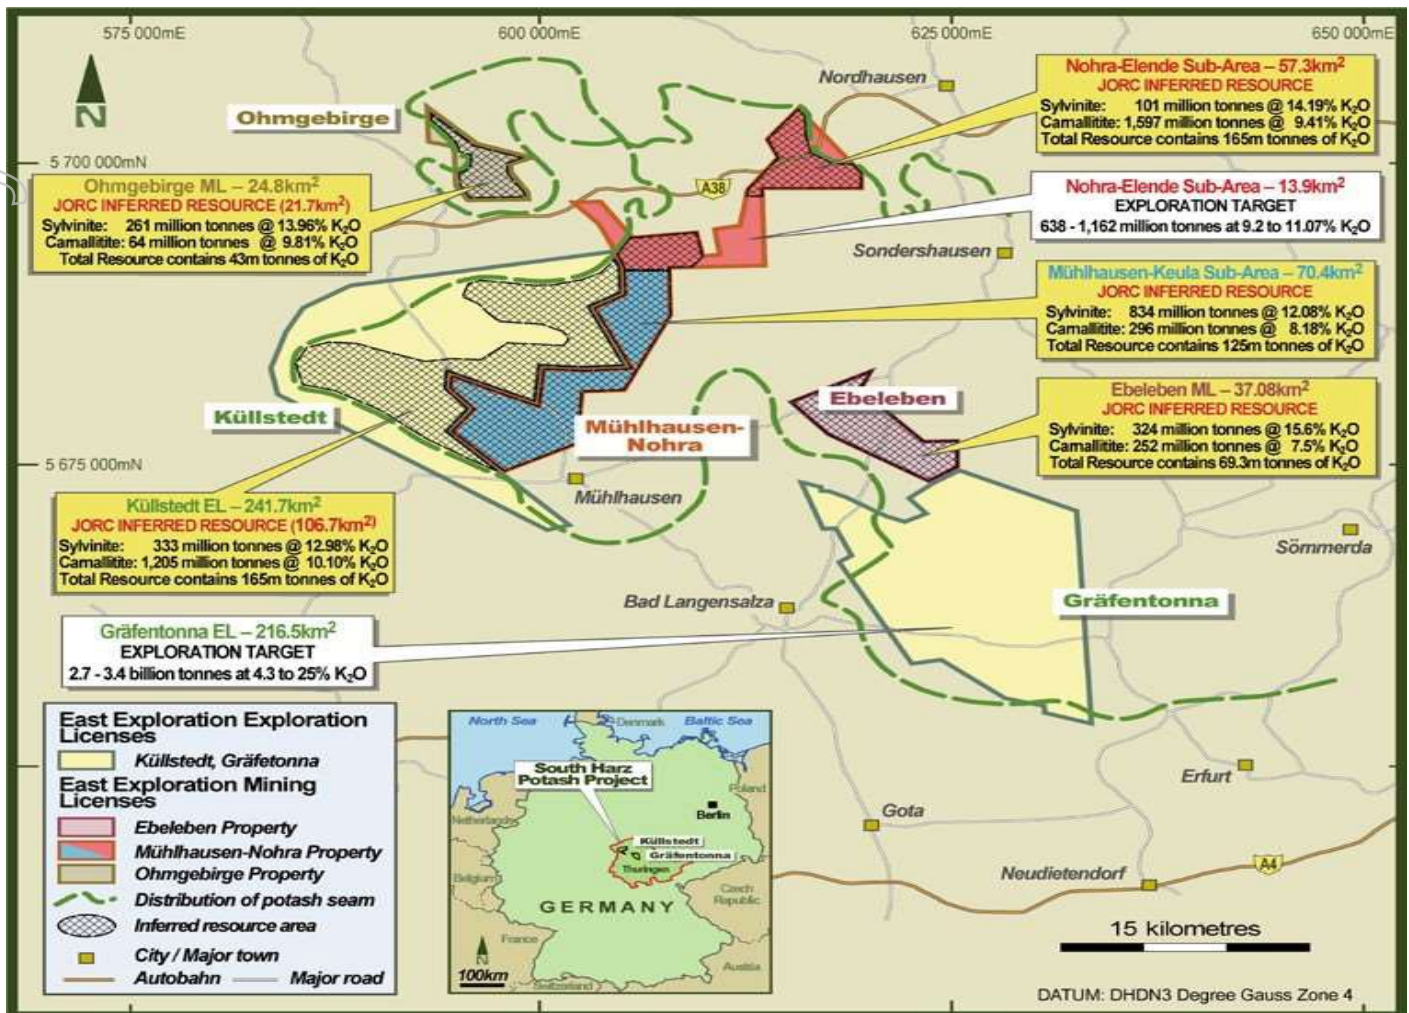 575 000mE
600 000mE
625 000mE
650 000mE
Z
Nordhausen
Ohmgebirge
Nohra-Elende Sub-Area – 57.3km²
JORC INFERRED RESOURCE
Sylvinite: 101 million tonnes @ 14.19% K₂O
Carnallitite: 1,597 million tonnes @ 9.41% K₂O
Total Resource contains 165m tonnes of K₂O
5 700 000mN
Ohmgebirge ML – 24.8km²
JORC INFERRED RESOURCE (21.7km²)
Sylvinite: 261 million tonnes @ 13.96% K₂O
Carnallitite: 64 million tonnes @ 9.81% K₂O
Total Resource contains 43m tonnes of K₂O
A38
Nohra-Elende Sub-Area – 13.9km²
EXPLORATION TARGET
638 - 1,162 million tonnes at 9.2 to 11.07% K₂O
Sondershausen
Mühlhausen-Keula Sub-Area – 70.4km²
JORC INFERRED RESOURCE
Sylvinite: 834 million tonnes @ 12.08% K₂O
Carnallitite: 296 million tonnes @ 8.18% K₂O
Total Resource contains 125m tonnes of K₂O
Ebeleben
Ebeleben ML – 37.08km²
JORC INFERRED RESOURCE
Sylvinite: 324 million tonnes @ 15.6% K₂O
Carnallitite: 252 million tonnes @ 7.5% K₂O
Total Resource contains 69.3m tonnes of K₂O
Küllstedt
Mühlhausen-
Nohra
5 675 000mN
Mühlhausen
Küllstedt EL – 241.7km²
JORC INFERRED RESOURCE (106.7km²)
Sylvinite: 333 million tonnes @ 12.98% K₂O
Carnallitite: 1,205 million tonnes @ 10.10% K₂O
Total Resource contains 165m tonnes of K₂O
Sömmerda
Bad Langensalza
Gräfentonna
Gräfentonna EL – 216.5km²
EXPLORATION TARGET
2.7 - 3.4 billion tonnes at 4.3 to 25% K₂O
East Exploration Exploration
Licenses
Küllstedt, Gräfetonna
East Exploration Mining
Licenses
Ebeleben Property
Mühlhausen-Nohra Property
Ohmgebirge Property
Distribution of potash seam
Inferred resource area
City / Major town
Autobahn
Major road
North Sea
Denmark
Baltic Sea
South Harz
Potash Project
Poland
Berlin
Netherlands
Küllstedt
Gräfentonna
Thuringen
Belgium
GERMANY
Czech
Republic
France
Z
100km
Austria
Switzerland
Erfurt
Gota
Neudietendorf
A4
15 kilometres
DATUM: DHDN3 Degree Gauss Zone 4